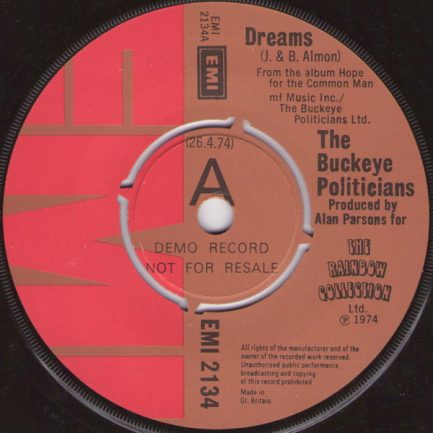 EMI
2134A
EMI
Dreams
(J. & B. Almon)
From the album Hope
for the Common Man
mf Music Inc./
The Buckeye
Politicians Ltd.
The
Buckeye
Politicians
Produced by
Alan Parsons for
THE
RAINBOW
COLLECTION
Ltd.
℗ 1974
(26.4.74)
A
DEMO RECORD
NOT FOR RESALE
EMI 2134
All rights of the manufacturer and of the
owner of the recorded work reserved.
Unauthorised public performance,
broadcasting and copying
of this record prohibited
Made in
Gt. Britain